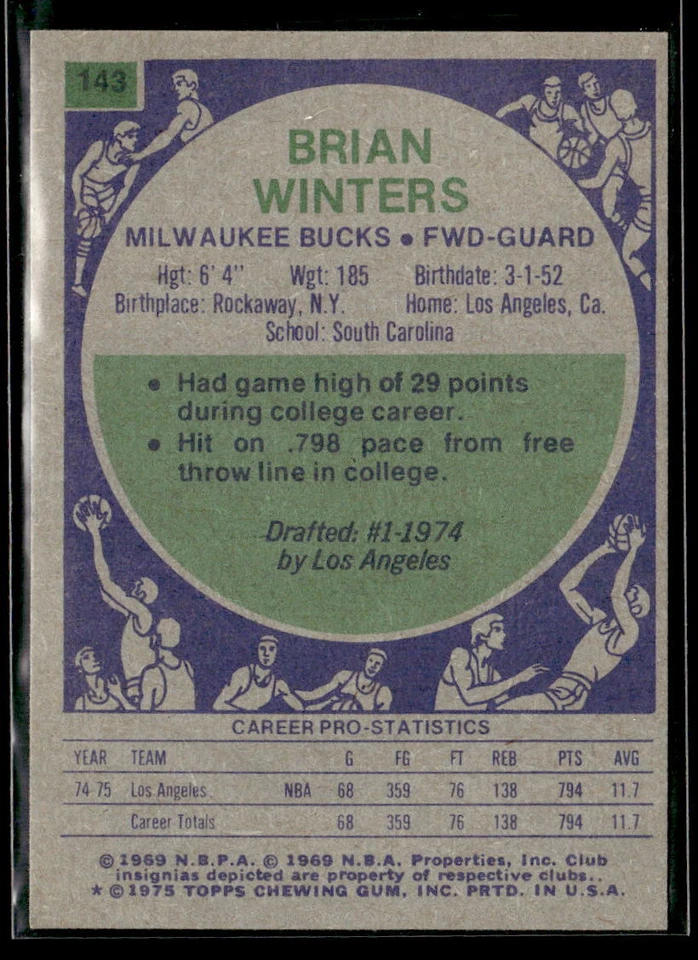 143
BRIAN
WINTERS
MILWAUKEE BUCKS • FWD-GUARD
Hgt: 6' 4" Wgt: 185 Birthdate: 3-1-52
Birthplace: Rockaway, N.Y. Home: Los Angeles, Ca.
School: South Carolina
• Had game high of 29 points
during college career.
• Hit on .798 pace from free
throw line in college.
Drafted: #1-1974
by Los Angeles
CAREER PRO-STATISTICS
YEAR TEAM G FG FT REB PTS AVG
74-75 Los Angeles NBA 68 359 76 138 794 11.7
Career Totals 68 359 76 138 794 11.7
© 1969 N.B.P.A. © 1969 N.B.A. Properties, Inc. Club
insignias depicted are property of respective clubs..
* © 1975 TOPPS CHEWING GUM, INC. PRTD. IN U.S.A.